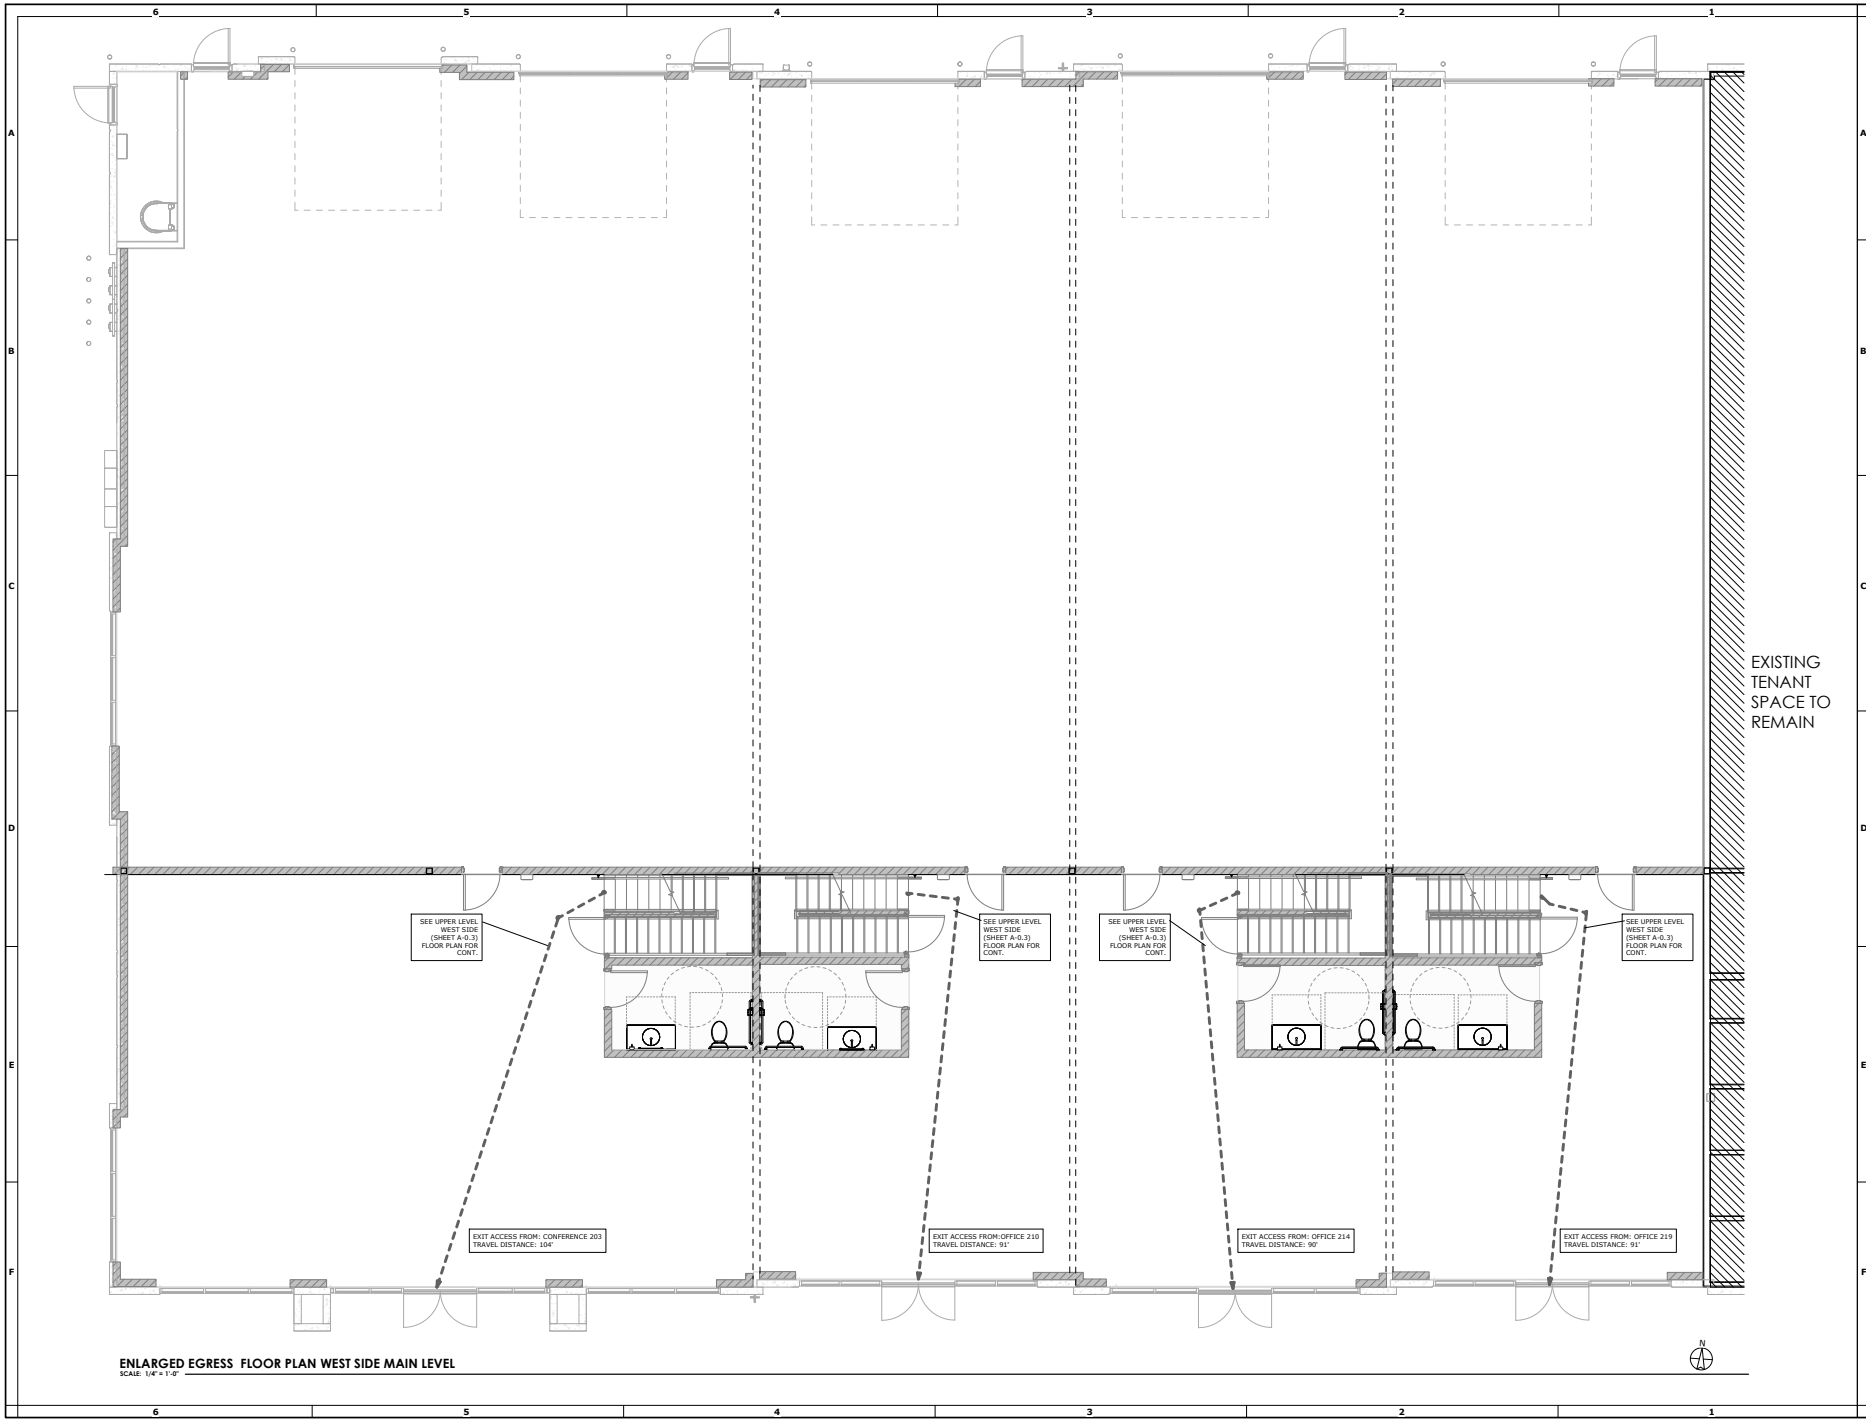 6 5 4 3 2 1
A A
B B
C C
EXISTING
TENANT
SPACE TO
REMAIN
D D
SEE UPPER LEVEL
WEST SIDE
(SHEET A-0.3)
FLOOR PLAN FOR
CONT.
SEE UPPER LEVEL
WEST SIDE
(SHEET A-0.3)
FLOOR PLAN FOR
CONT.
SEE UPPER LEVEL
WEST SIDE
(SHEET A-0.3)
FLOOR PLAN FOR
CONT.
SEE UPPER LEVEL
WEST SIDE
(SHEET A-0.3)
FLOOR PLAN FOR
CONT.
E E
EXIT ACCESS FROM: CONFERENCE 203
TRAVEL DISTANCE: 104'
EXIT ACCESS FROM:OFFICE 210
TRAVEL DISTANCE: 91'
EXIT ACCESS FROM: OFFICE 214
TRAVEL DISTANCE: 90'
EXIT ACCESS FROM: OFFICE 219
TRAVEL DISTANCE: 91'
F F
N
ENLARGED EGRESS FLOOR PLAN WEST SIDE MAIN LEVEL
SCALE: 1/4" = 1'-0"
6 5 4 3 2 1